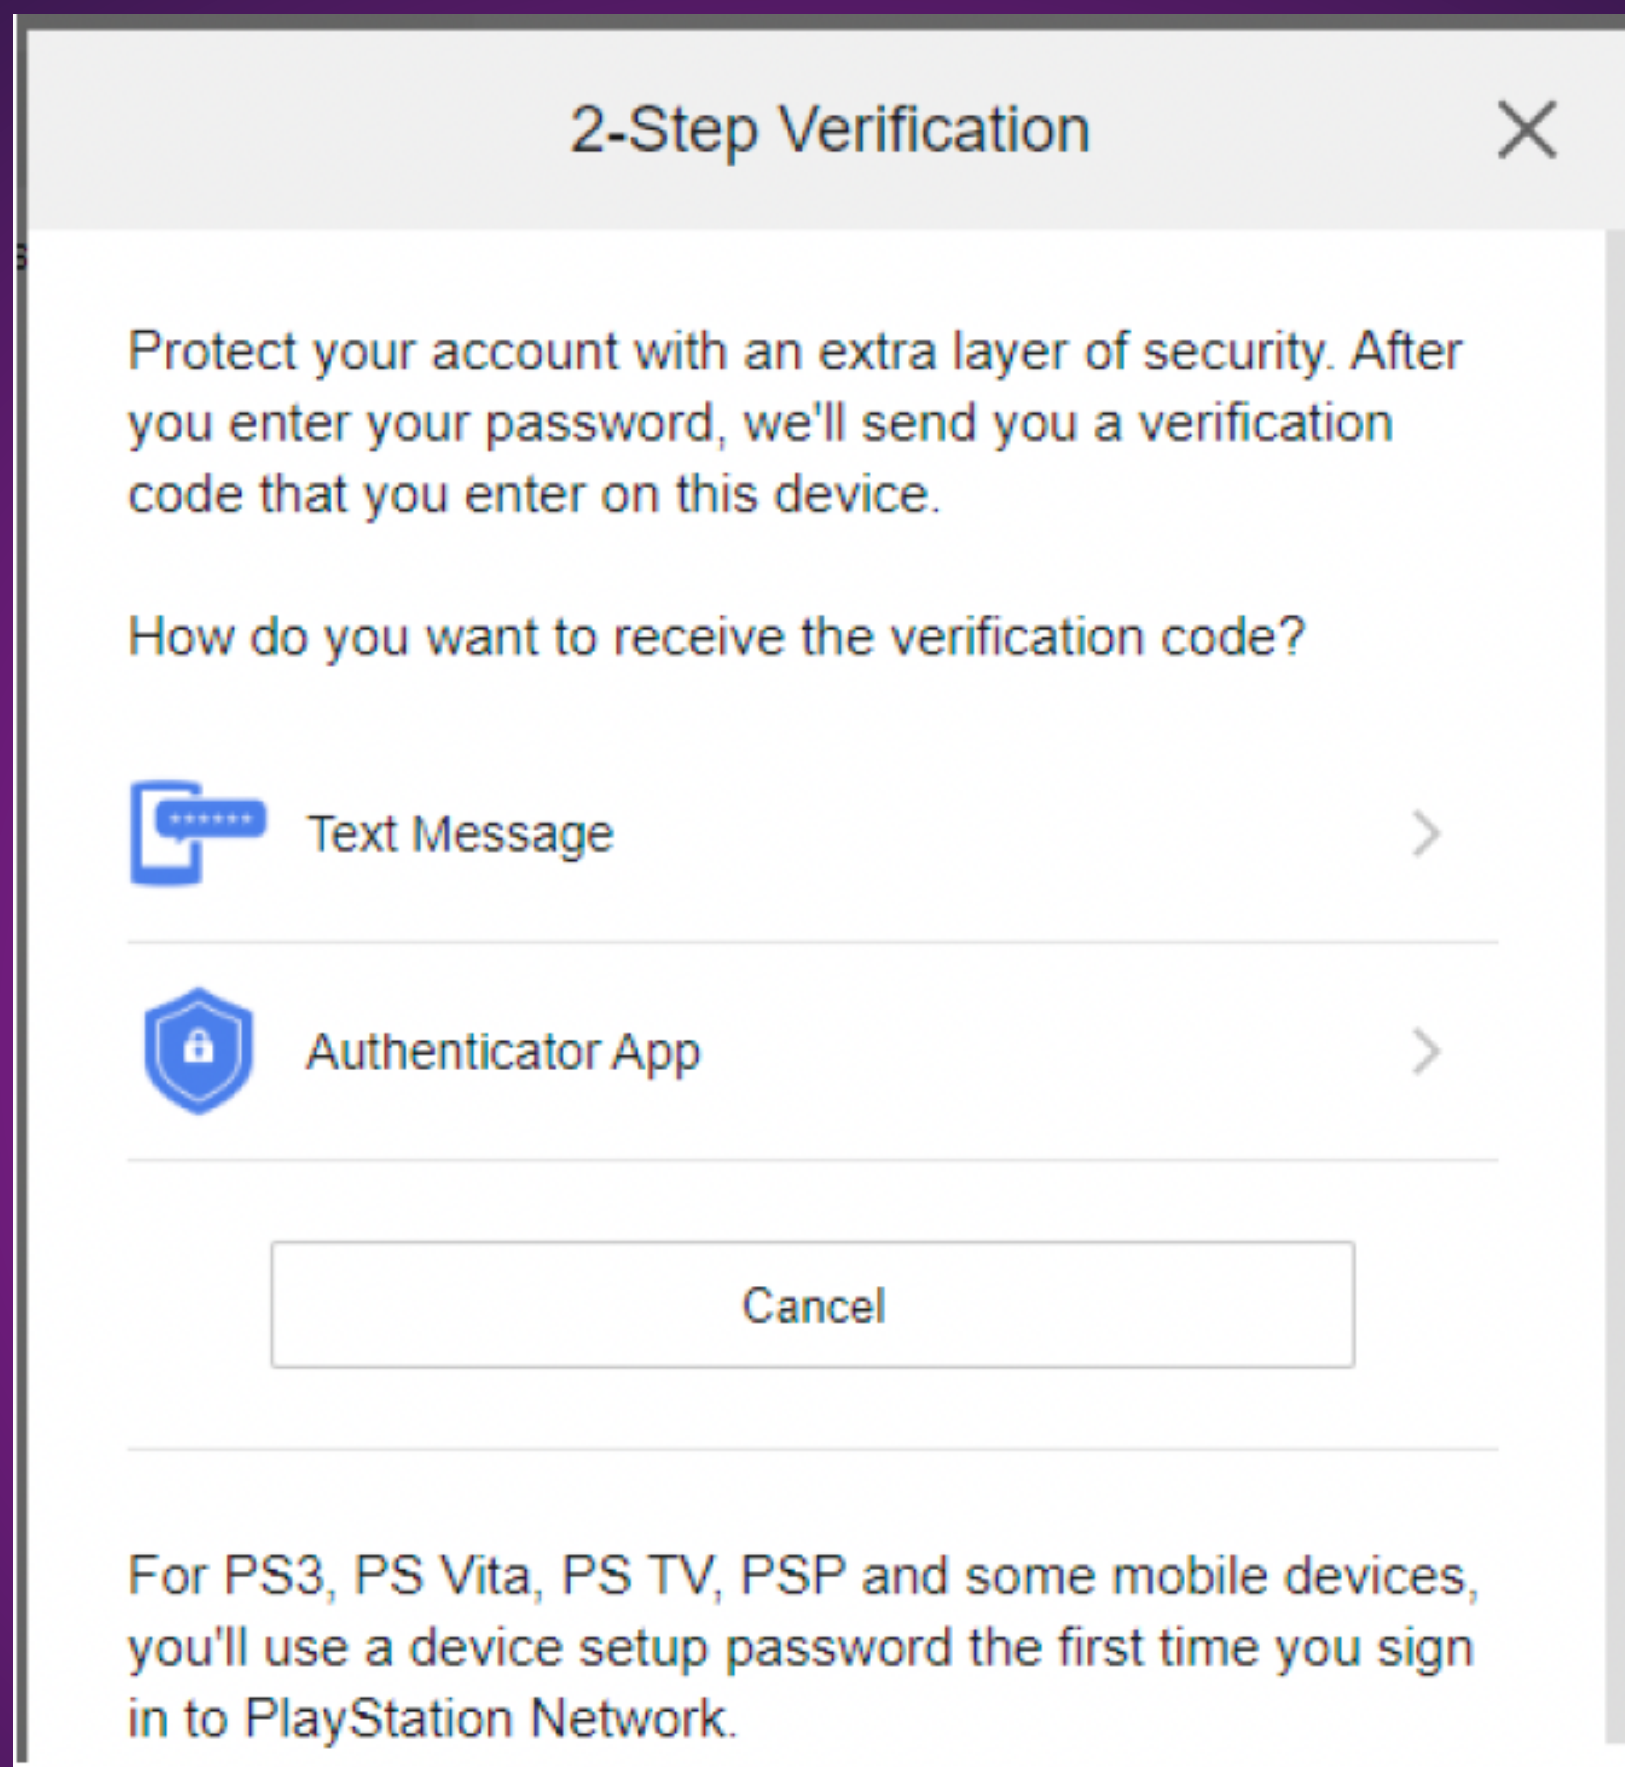 2-Step Verification
Protect your account with an extra layer of security. After
you enter your password, we'll send you a verification
code that you enter on this device.
How do you want to receive the verification code?
Text Message
Authenticator App
Cancel
For PS3, PS Vita, PS TV, PSP and some mobile devices,
you'll use a device setup password the first time you sign
in to PlayStation Network.